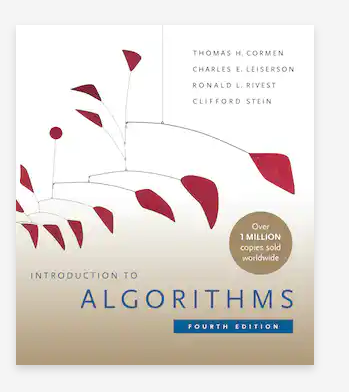 THOMAS H. CORMEN
CHARLES E. LEISERSON
RONALD L. RIVEST
CLIFFORD STEIN
Over
1 MILLION
copies sold
worldwide
INTRODUCTION TO
ALGORITHMS
FOURTH EDITION